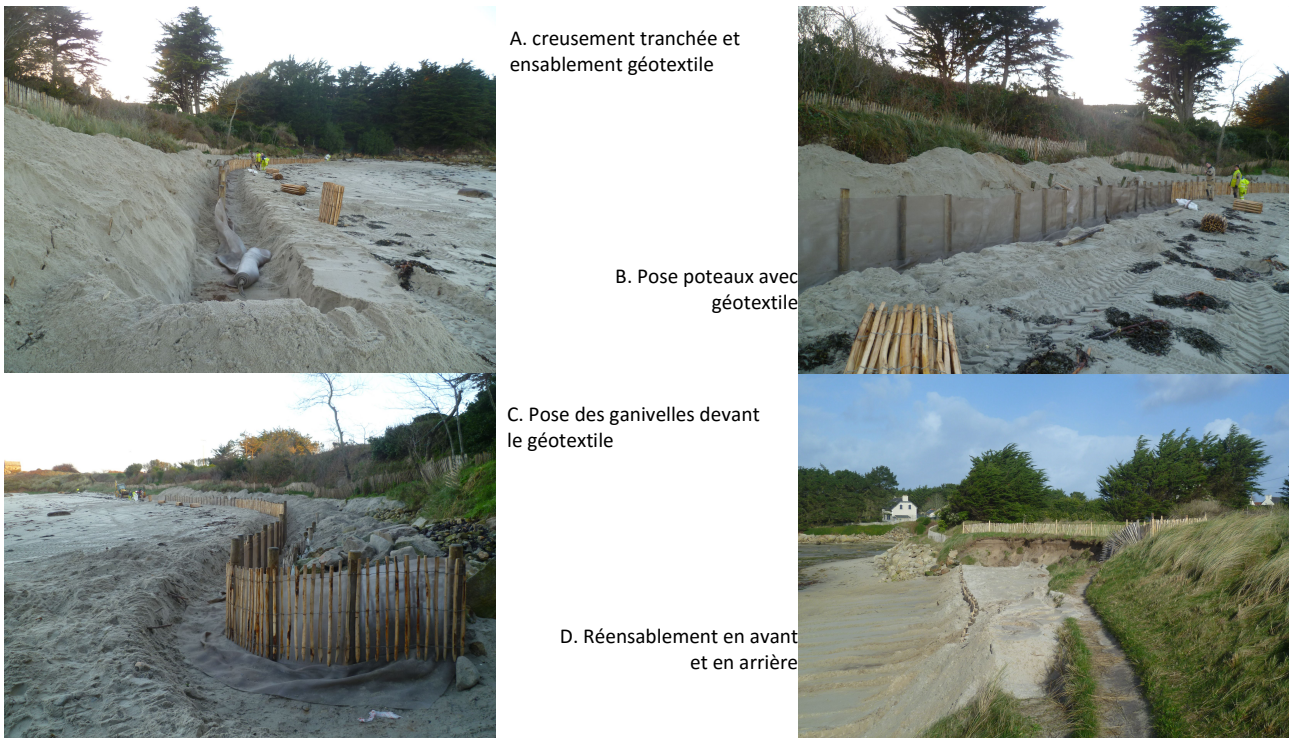 A. creusement tranchée et
ensablement géotextile
B. Pose poteaux avec
géotextile
C. Pose des ganivelles devant
le géotextile
D. Réensablement en avant
et en arrière